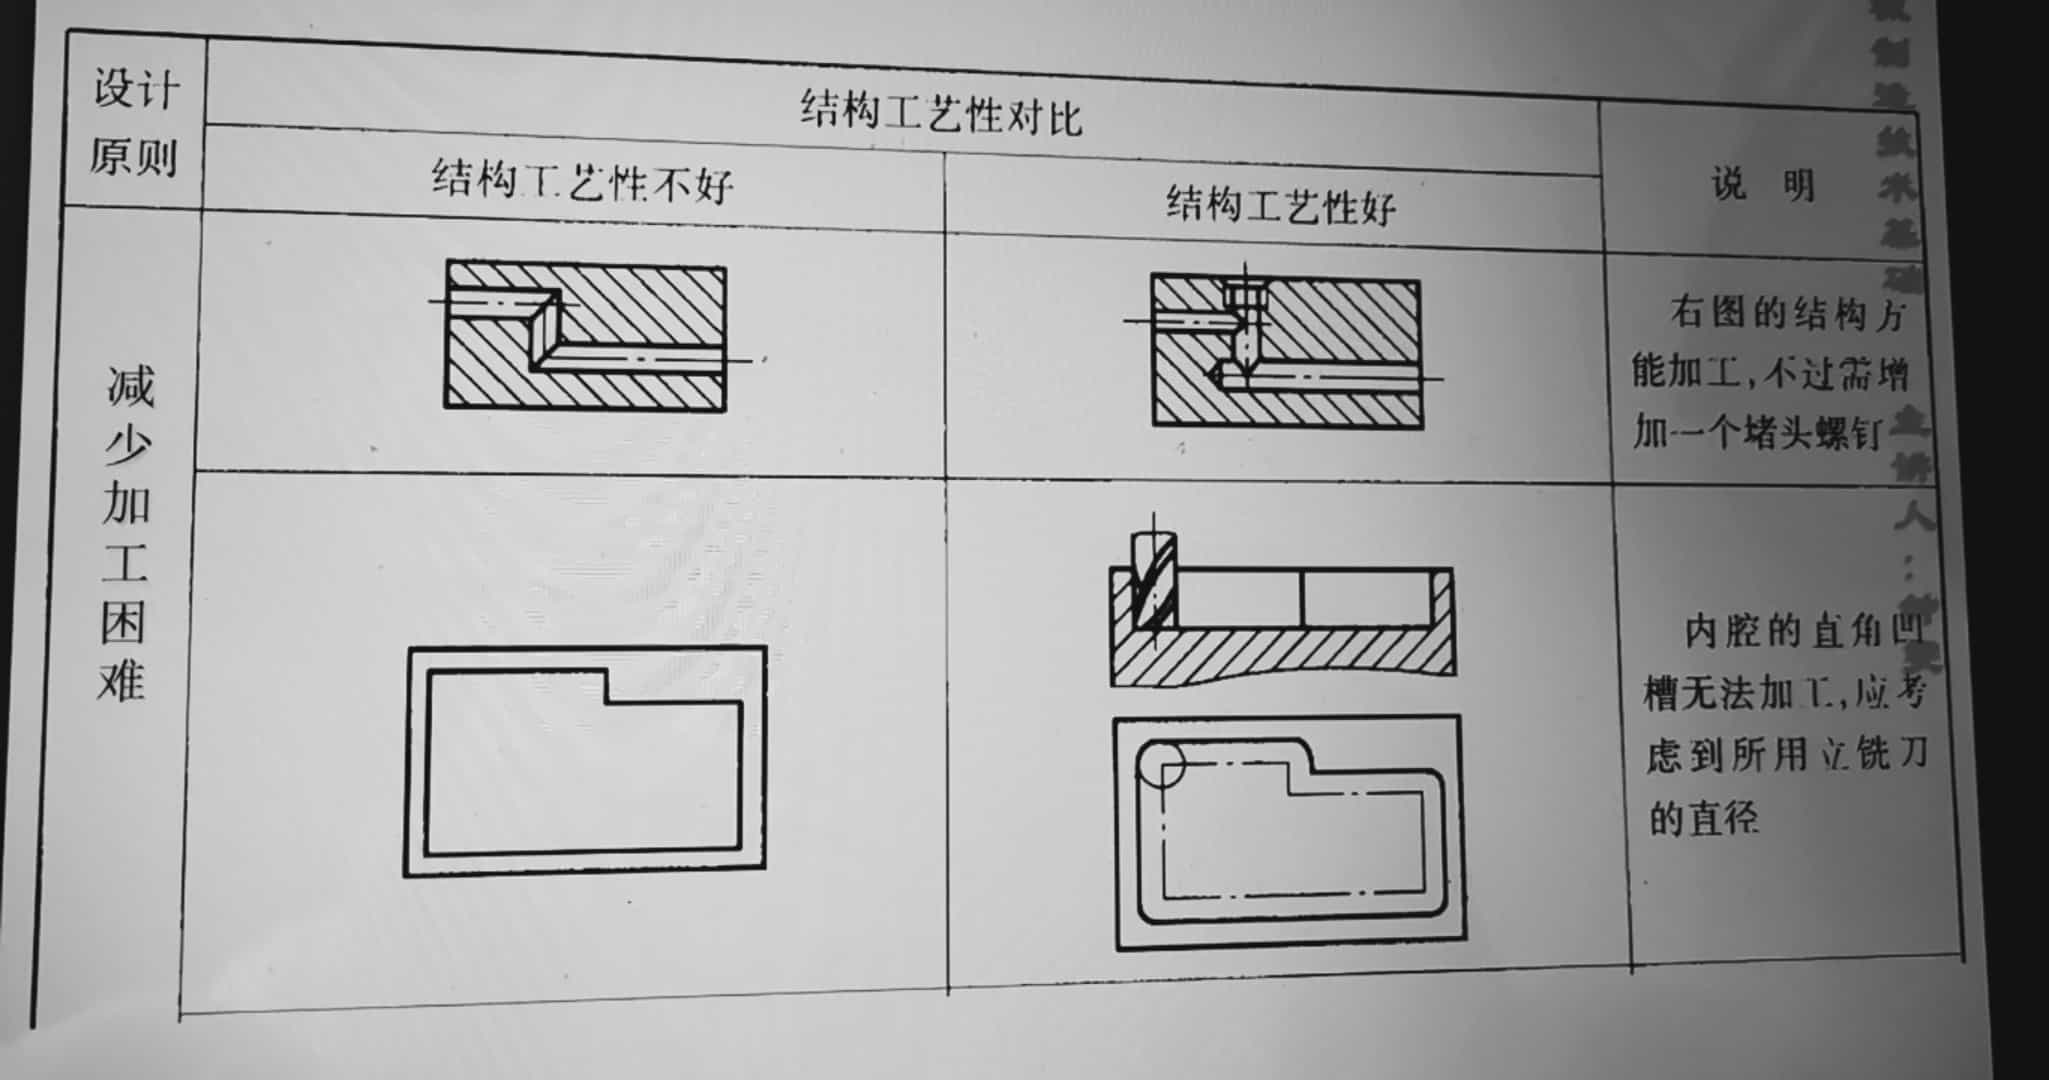 设计
原则
结构工艺性对比
结构工艺性不好
结构工艺性好
说 明
减
少
加
工
困
难
右图的结构方
能加工,不过需增
加一个堵头螺钉
内腔的直角凹
槽无法加工,应考
虑到所用立铣刀
的直径
主讲人: